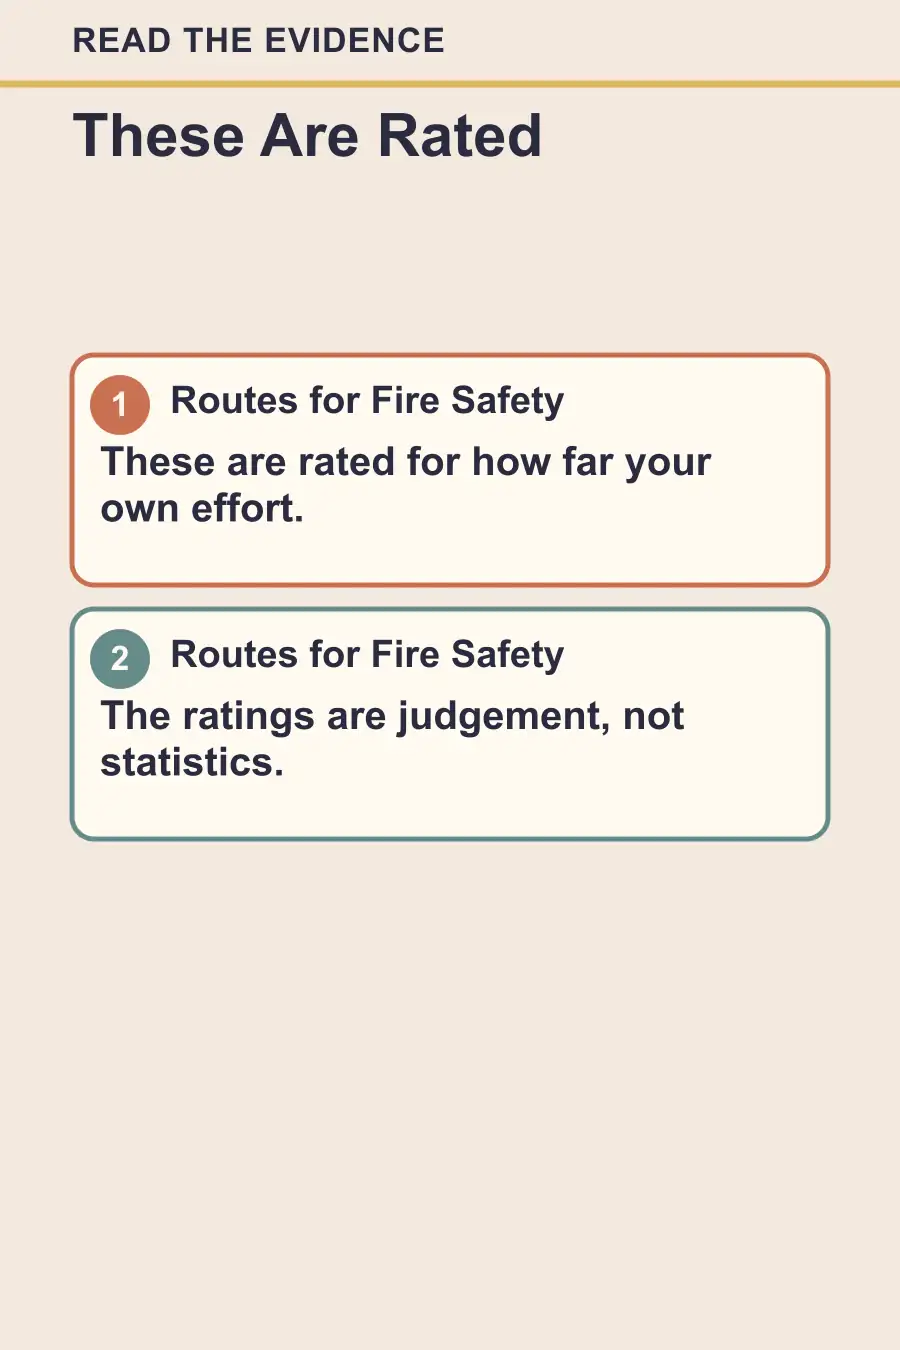 READ THE EVIDENCE
These Are Rated
1 Routes for Fire Safety
These are rated for how far your
own effort.
2 Routes for Fire Safety
The ratings are judgement, not
statistics.